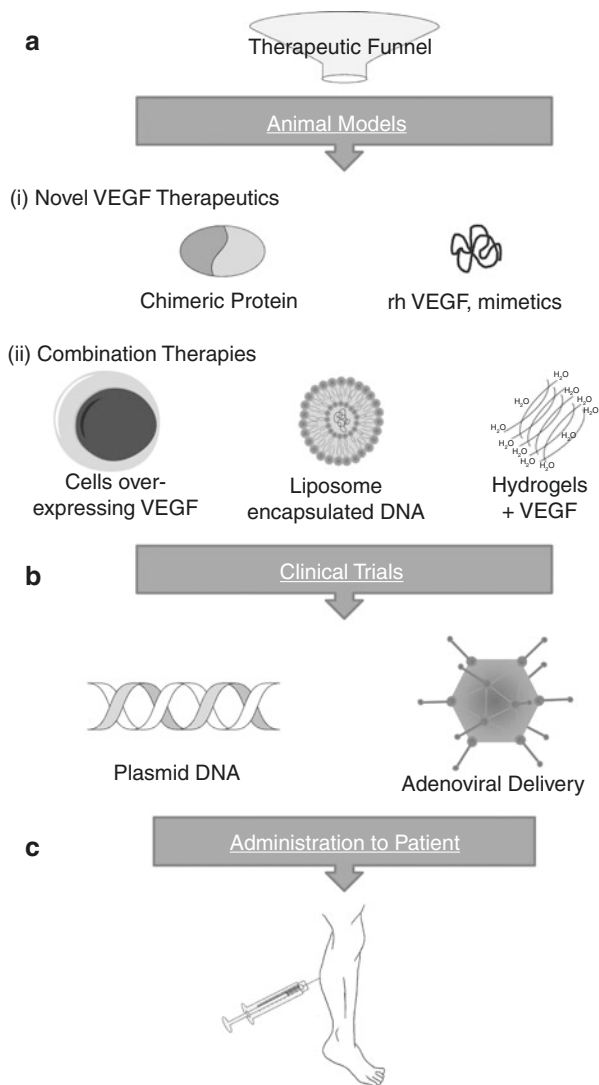 a
Therapeutic Funnel
Animal Models
(i) Novel VEGF Therapeutics
Chimeric Protein
rh VEGF, mimetics
(ii) Combination Therapies
H₂O
H₂O
H₂O
H₂O
H₂O
H₂O
H₂O
H₂O
H₂O
H₂O
H₂O
Cells over-
expressing VEGF
Liposome
encapsulated DNA
Hydrogels
+ VEGF
b
Clinical Trials
Plasmid DNA
Adenoviral Delivery
c
Administration to Patient